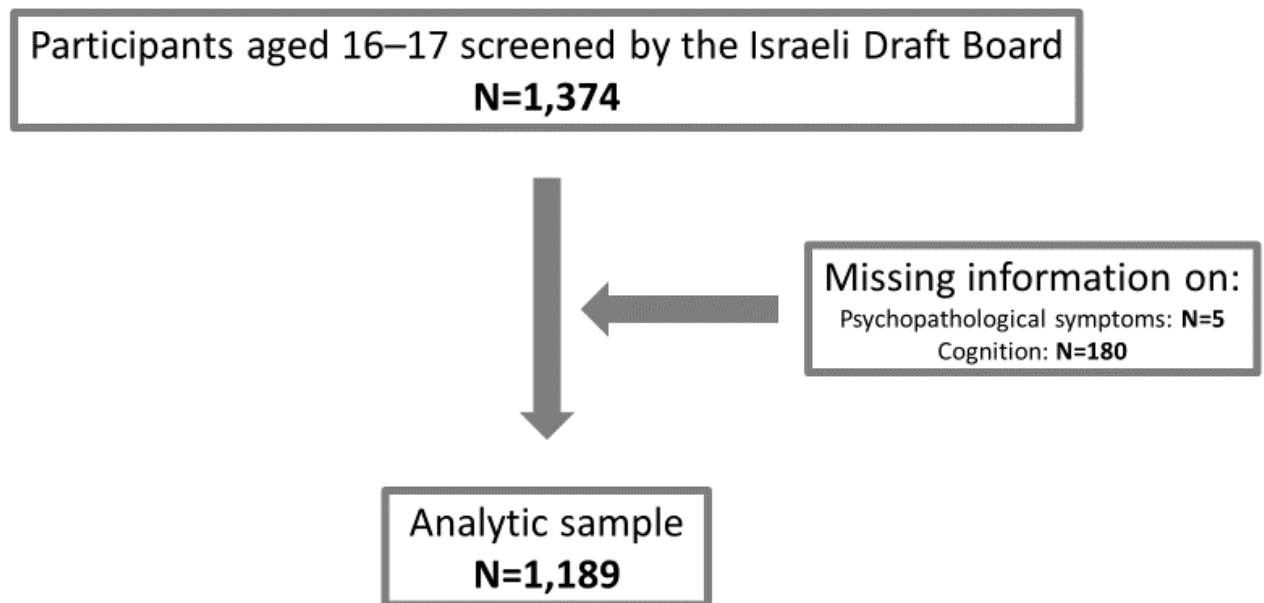 Participants aged 16–17 screened by the Israeli Draft Board
N=1,374
Missing information on:
Psychopathological symptoms: N=5
Cognition: N=180
Analytic sample
N=1,189